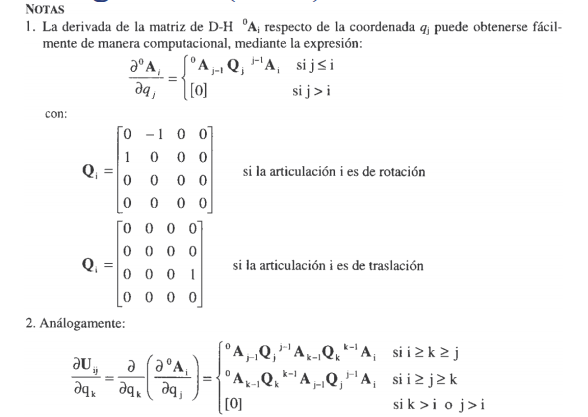 NOTAS
1. La derivada de la matriz de D-H ⁰Aᵢ respecto de la coordenada qⱼ puede obtenerse fácil-
mente de manera computacional, mediante la expresión:
∂⁰Aᵢ / ∂qⱼ = { ⁰Aⱼ₋₁ Qⱼ ʲ⁻¹Aᵢ si j ≤ i
[0] si j > i
con:
Qᵢ = [0 −1 0 0
1 0 0 0
0 0 0 0
0 0 0 0] si la articulación i es de rotación
Qᵢ = [0 0 0 0
0 0 0 0
0 0 0 1
0 0 0 0] si la articulación i es de traslación
2. Análogamente:
∂Uᵢⱼ / ∂qₖ = ∂ / ∂qₖ (∂⁰Aᵢ / ∂qⱼ) = { ⁰Aⱼ₋₁Qⱼ ʲ⁻¹Aₖ₋₁Qₖ ᵏ⁻¹Aᵢ si i ≥ k ≥ j
⁰Aₖ₋₁Qₖ ᵏ⁻¹Aⱼ₋₁Qⱼ ʲ⁻¹Aᵢ si i ≥ j ≥ k
[0] si k > i o j > i